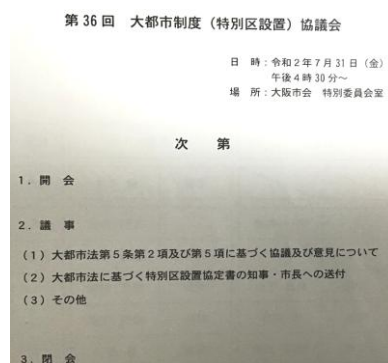 第36回 大都市制度（特別区設置）協議会
日 時：令和2年7月31日（金）
午後4時30分～
場 所：大阪市会 特別委員会室
次 第
1．開 会
2．議 事
（1）大都市法第5条第2項及び第5項に基づく協議及び意見について
（2）大都市法に基づく特別区設置協定書の知事・市長への送付
（3）その他
3．閉 会